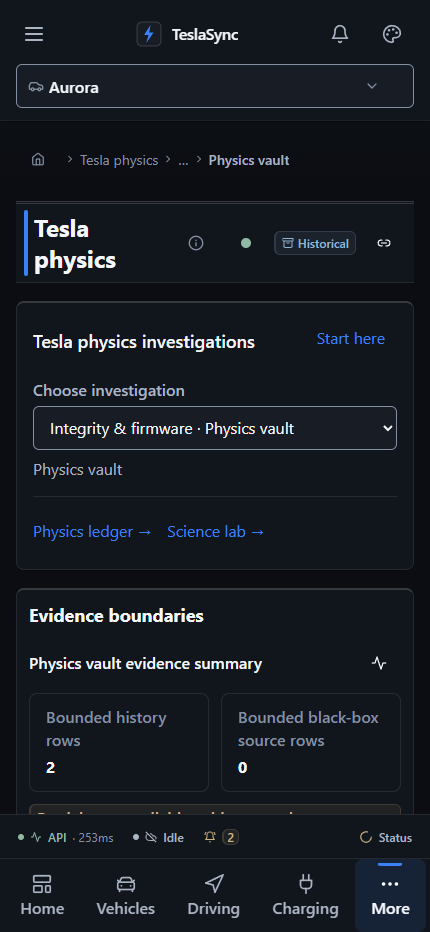 TeslaSync
Aurora
Tesla physics
...
Physics vault
Tesla
physics
Historical
Tesla physics investigations
Start here
Choose investigation
Integrity & firmware · Physics vault
Physics vault
Physics ledger →
Science lab →
Evidence boundaries
Physics vault evidence summary
Bounded history
rows
2
Bounded black-box
source rows
0
API · 253ms
Idle
2
Status
Home
Vehicles
Driving
Charging
More